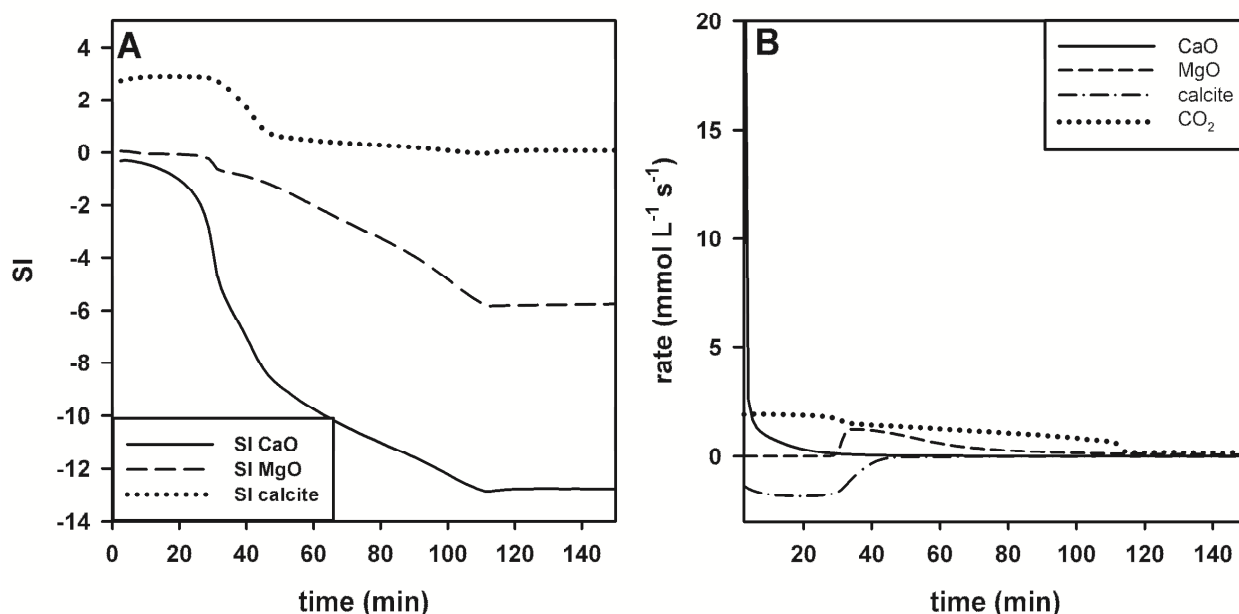 A
4
2
0
-2
-4
-6
-8
-10
-12
-14
SI
SI CaO
SI MgO
SI calcite
0 20 40 60 80 100 120 140
time (min)
B
20
15
10
5
0
rate (mmol L⁻¹ s⁻¹)
CaO
MgO
calcite
CO₂
20 40 60 80 100 120 140
time (min)